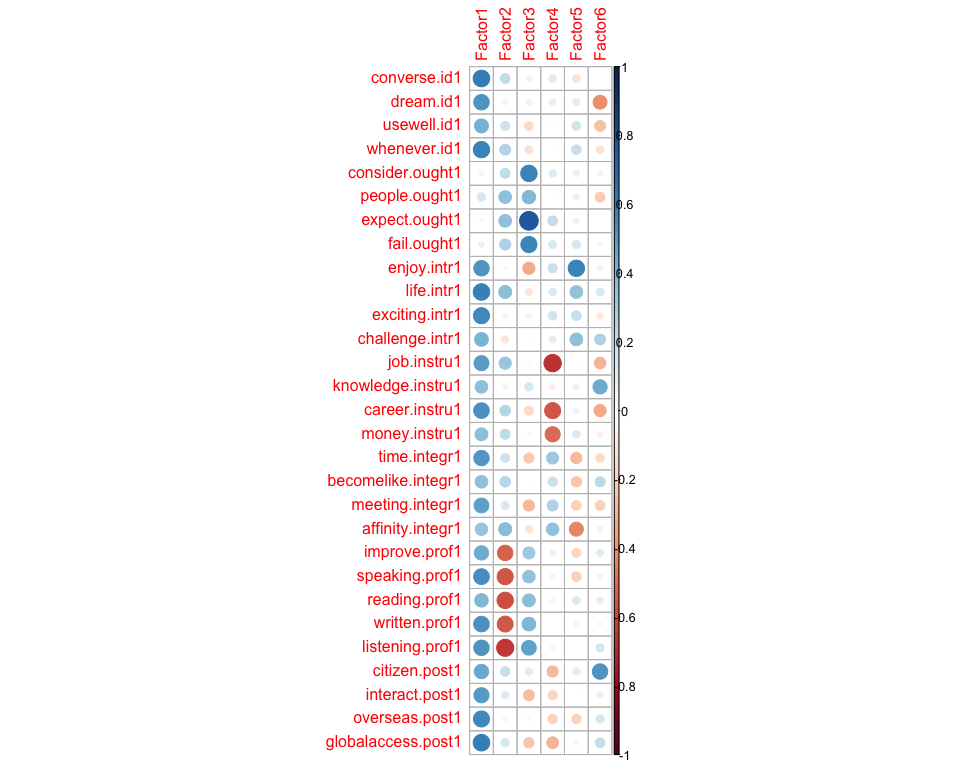 Factor1 Factor2 Factor3 Factor4 Factor5 Factor6
converse.id1
dream.id1
usewell.id1
whenever.id1
consider.ought1
people.ought1
expect.ought1
fail.ought1
enjoy.intr1
life.intr1
exciting.intr1
challenge.intr1
job.instru1
knowledge.instru1
career.instru1
money.instru1
time.integr1
becomelike.integr1
meeting.integr1
affinity.integr1
improve.prof1
speaking.prof1
reading.prof1
written.prof1
listening.prof1
citizen.post1
interact.post1
overseas.post1
globalaccess.post1
1
0.8
0.6
0.4
0.2
0
-0.2
-0.4
-0.6
-0.8
-1